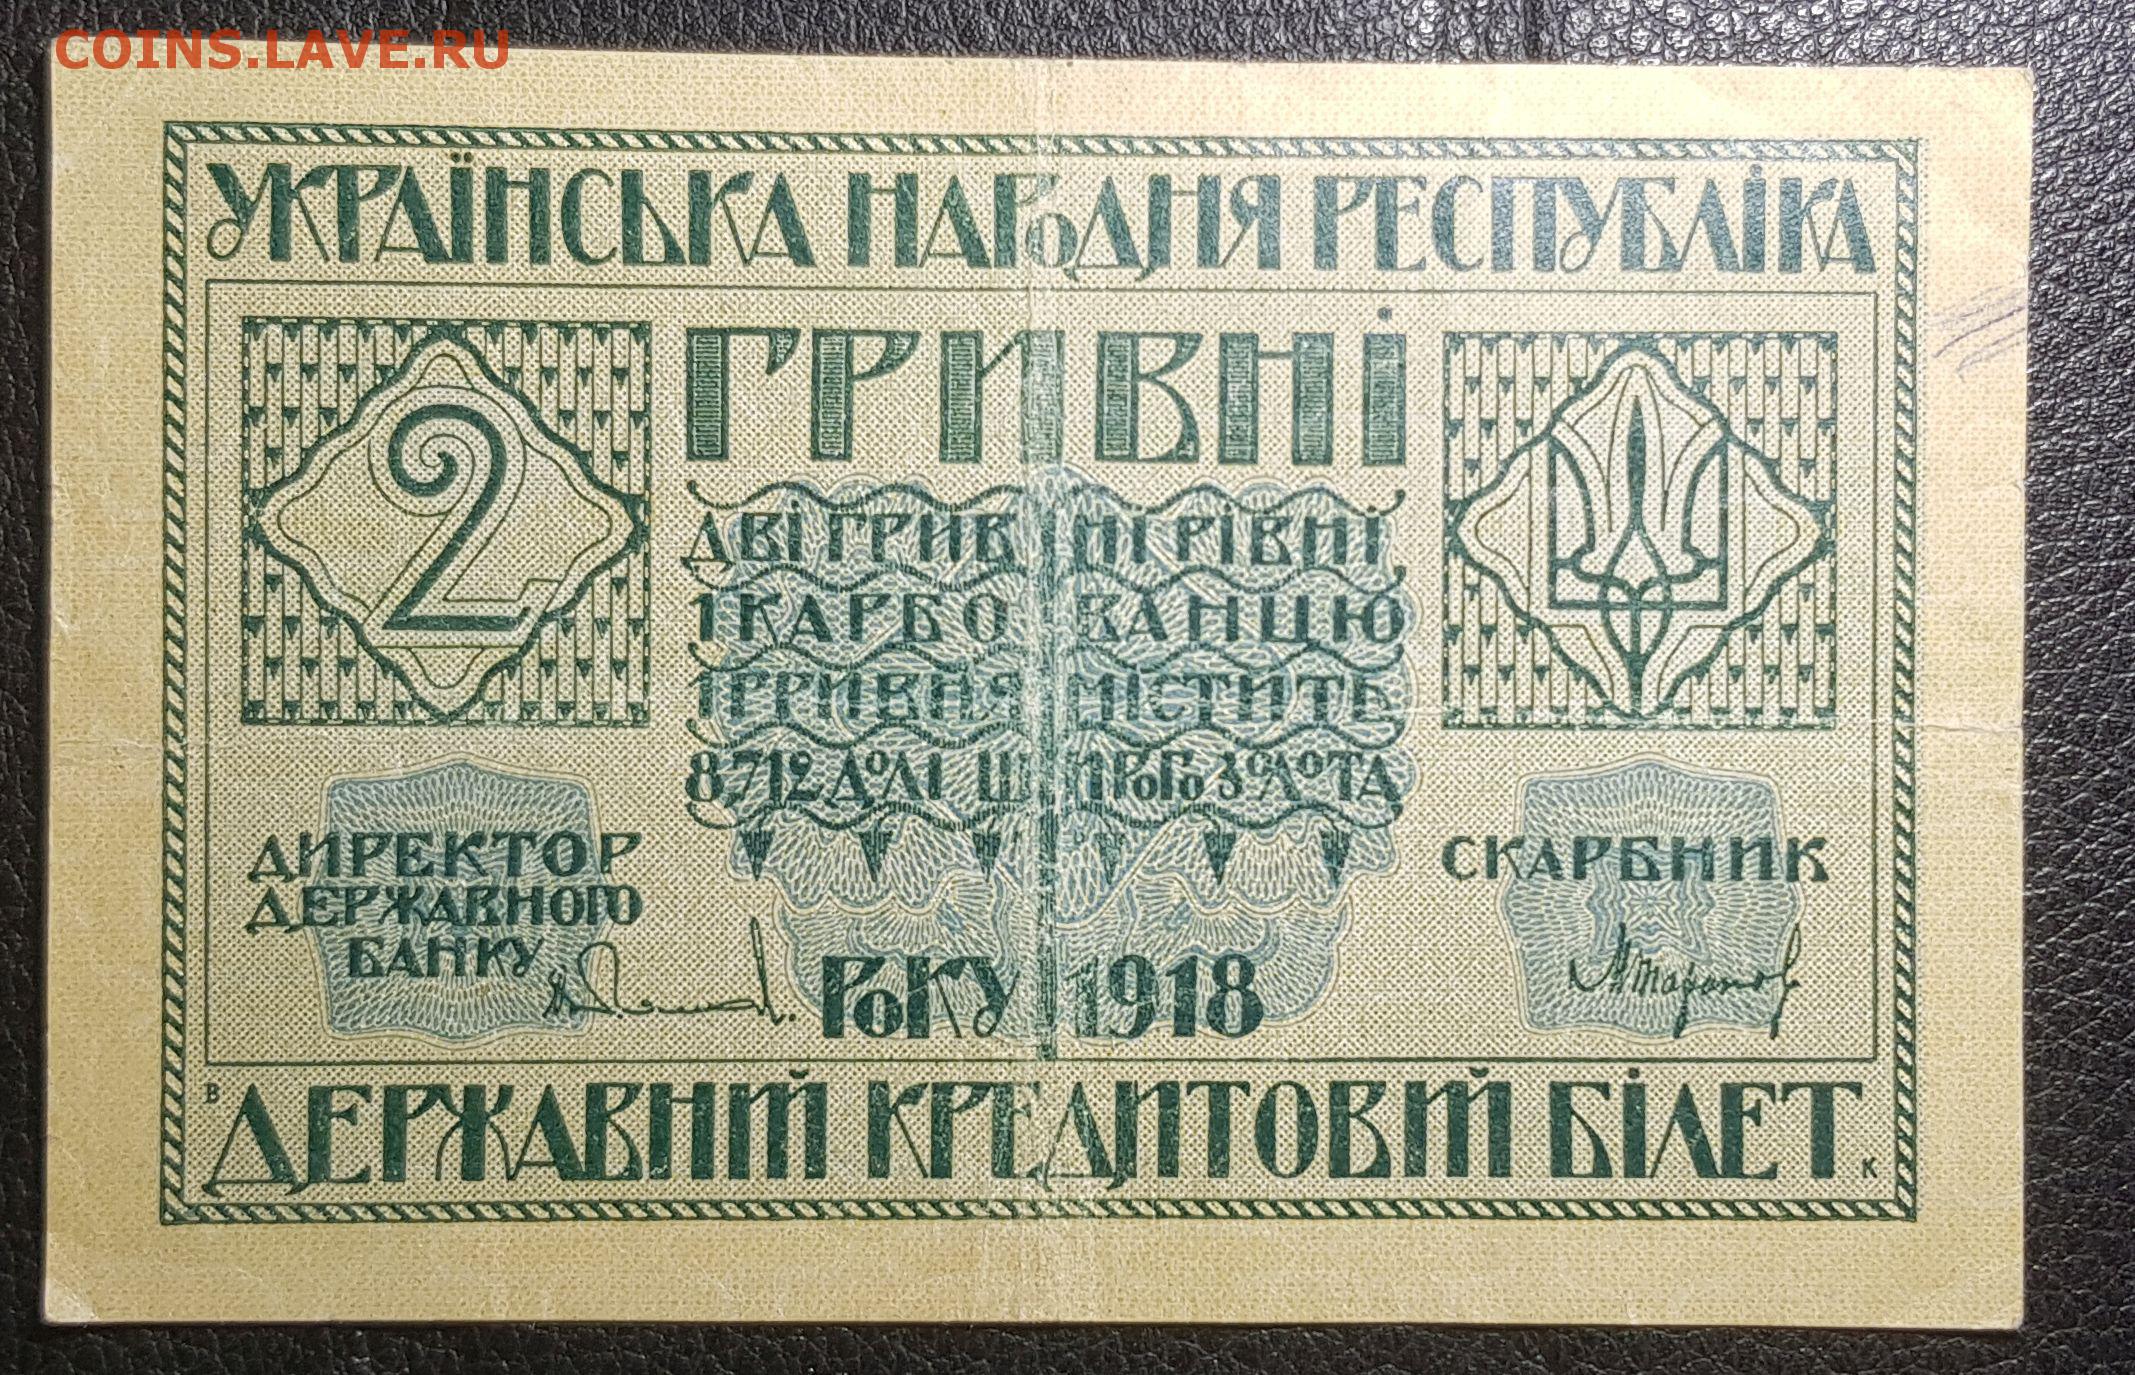 COINS.LAVE.RU
УКРАЇНСЬКА НАРОДНЯ РЕСПУБЛІКА
2
ГРИВНІ
ДВІ ГРИВНІ РІВНІ
1 КАРБОВАНЦЮ
1 ГРИВНЯ МІСТИТЬ
8,712 ДОЛІ ЩИРОГО ЗОЛОТА
ДИРЕКТОР
ДЕРЖАВНОГО
БАНКУ
СКАРБНИК
РОКУ 1918
В
ДЕРЖАВНИЙ КРЕДИТОВИЙ БІЛЕТ
К